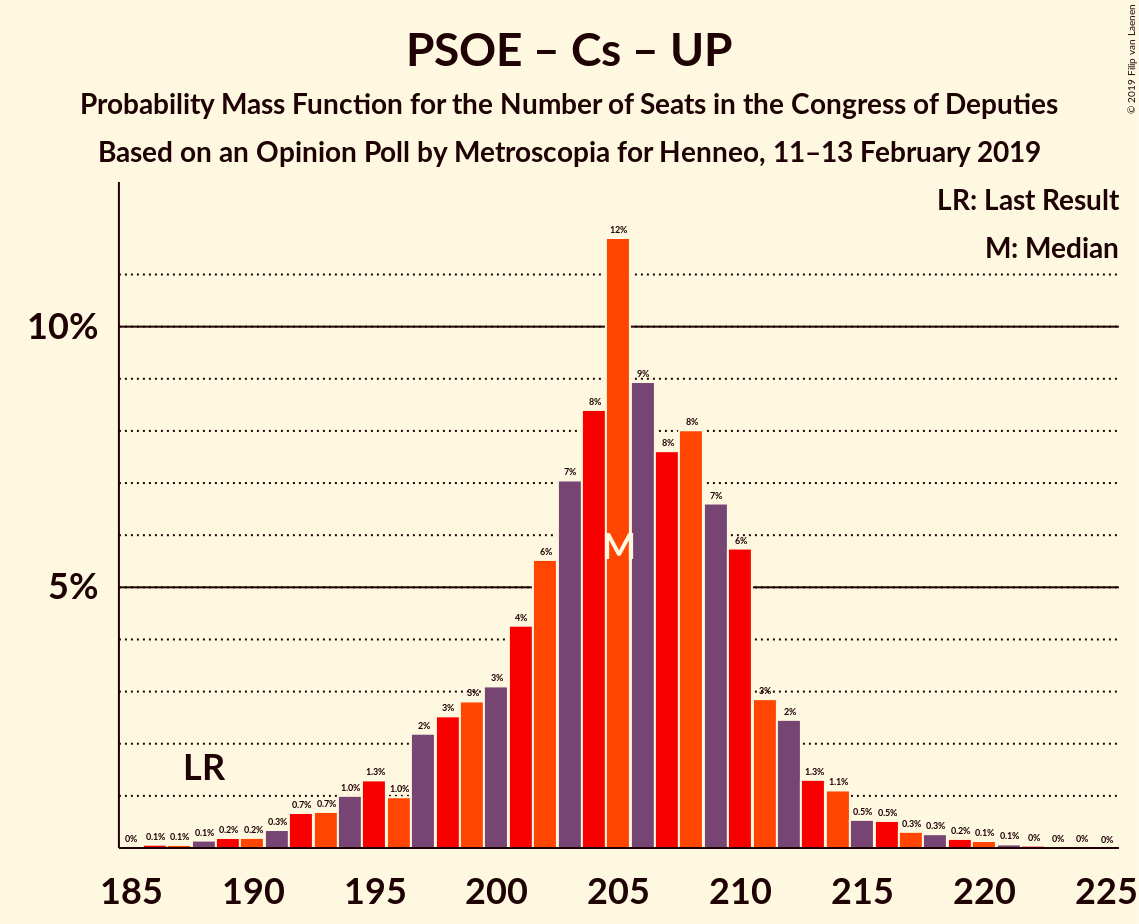 PSOE – Cs – UP
Probability Mass Function for the Number of Seats in the Congress of Deputies
Based on an Opinion Poll by Metroscopia for Henneo, 11–13 February 2019
© 2019 Filip van Laenen
LR: Last Result
M: Median
10%
5%
LR
M
0% 0.1% 0.1% 0.1% 0.2% 0.2% 0.3% 0.7% 0.7% 1.0% 1.3% 1.0% 2% 3% 3% 3% 4% 6% 7% 8% 12% 9% 8% 8% 7% 6% 3% 2% 1.3% 1.1% 0.5% 0.5% 0.3% 0.3% 0.2% 0.1% 0.1% 0% 0% 0% 0%
185 190 195 200 205 210 215 220 225